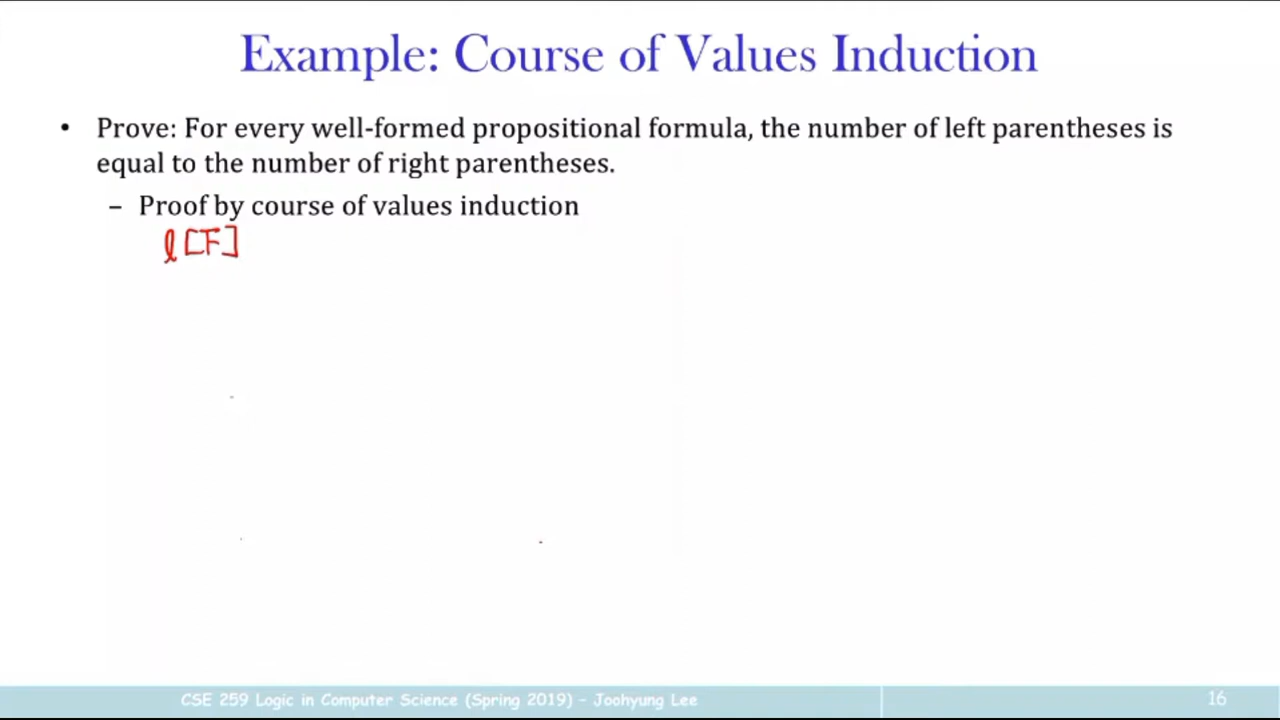 Example: Course of Values Induction
• Prove: For every well-formed propositional formula, the number of left parentheses is
equal to the number of right parentheses.
– Proof by course of values induction
l[F]
CSE 259 Logic in Computer Science (Spring 2019) – Joohyung Lee
16